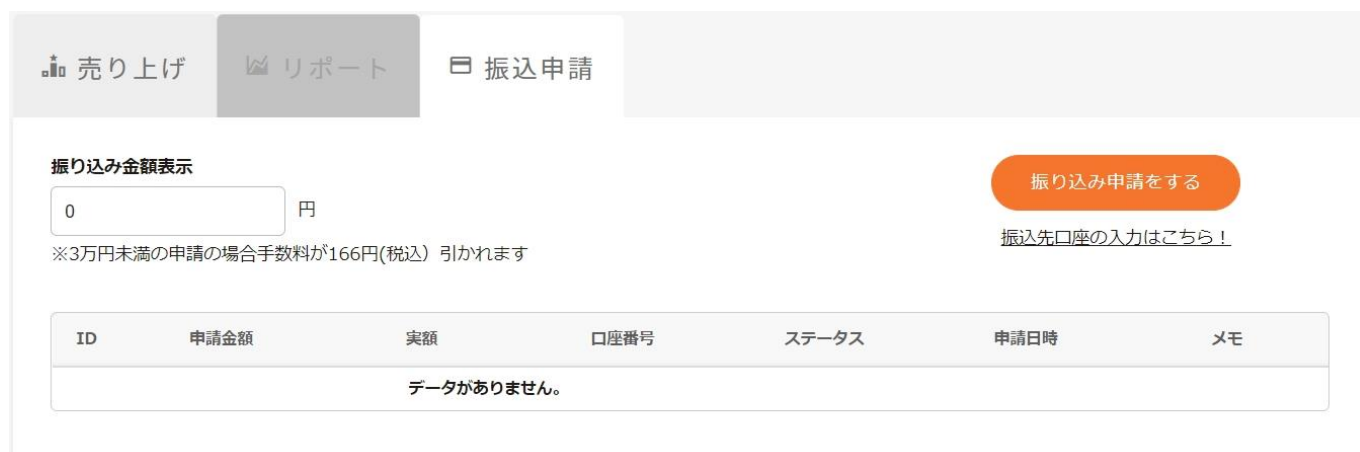 売り上げ
リポート
振込申請
振り込み金額表示
0 円
※3万円未満の申請の場合手数料が166円(税込）引かれます
振り込み申請をする
振込先口座の入力はこちら！
ID 申請金額 実額 口座番号 ステータス 申請日時 メモ
データがありません。